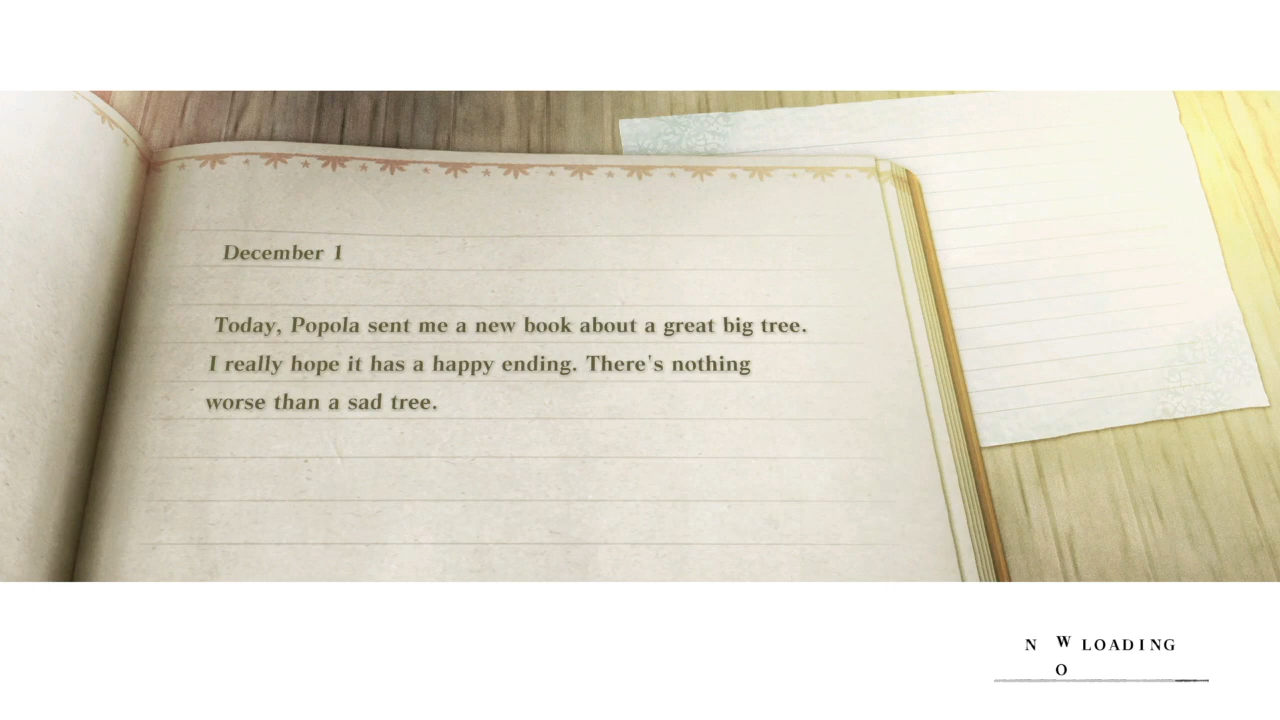 December 1
Today, Popola sent me a new book about a great big tree.
I really hope it has a happy ending. There's nothing
worse than a sad tree.
NOW LOADING